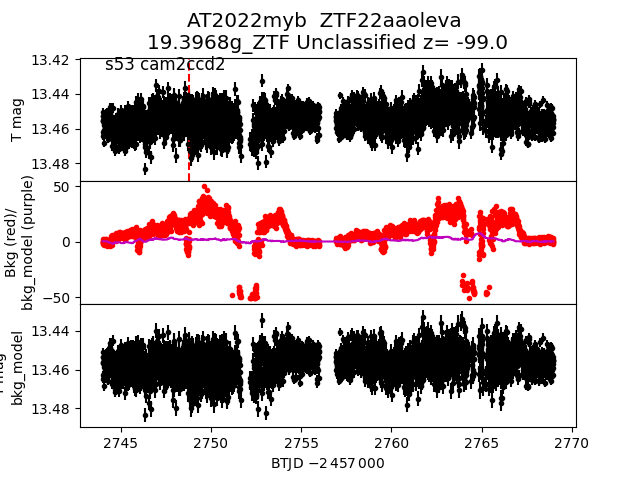 AT2022myb ZTF22aaoleva
19.3968g_ZTF Unclassified z= -99.0
s53 cam2ccd2
13.42
13.44
13.46
13.48
T mag
50
0
−50
Bkg (red)/
bkg_model (purple)
13.44
13.46
13.48
bkg_model
2745
2750
2755
2760
2765
2770
BTJD −2 457 000